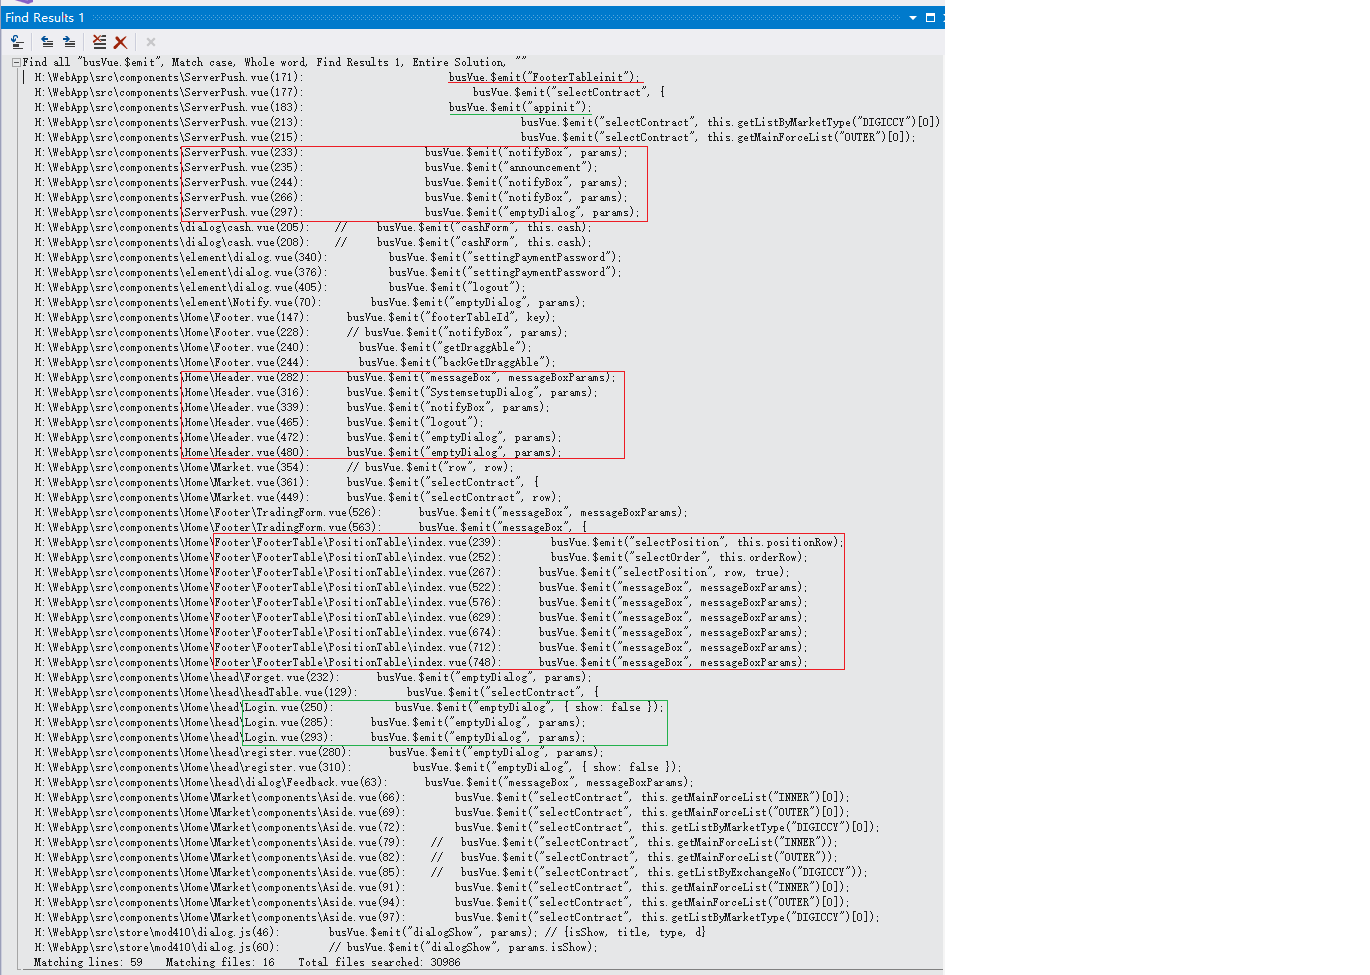 Find Results 1
Find all "busVue.$emit", Match case, Whole word, Find Results 1, Entire Solution, ""
H:\WebApp\src\components\ServerPush.vue(171): busVue.$emit("FooterTableinit");
H:\WebApp\src\components\ServerPush.vue(177): busVue.$emit("selectContract", {
H:\WebApp\src\components\ServerPush.vue(183): busVue.$emit("appinit");
H:\WebApp\src\components\ServerPush.vue(213): busVue.$emit("selectContract", this.getListByMarketType("DIGICCY")[0])
H:\WebApp\src\components\ServerPush.vue(215): busVue.$emit("selectContract", this.getMainForceList("OUTER")[0]);
H:\WebApp\src\components\ServerPush.vue(233): busVue.$emit("notifyBox", params);
H:\WebApp\src\components\ServerPush.vue(235): busVue.$emit("announcement");
H:\WebApp\src\components\ServerPush.vue(244): busVue.$emit("notifyBox", params);
H:\WebApp\src\components\ServerPush.vue(266): busVue.$emit("notifyBox", params);
H:\WebApp\src\components\ServerPush.vue(297): busVue.$emit("emptyDialog", params);
H:\WebApp\src\components\dialog\cash.vue(205): // busVue.$emit("cashForm", this.cash);
H:\WebApp\src\components\dialog\cash.vue(208): // busVue.$emit("cashForm", this.cash);
H:\WebApp\src\components\element\dialog.vue(340): busVue.$emit("settingPaymentPassword");
H:\WebApp\src\components\element\dialog.vue(376): busVue.$emit("settingPaymentPassword");
H:\WebApp\src\components\element\dialog.vue(405): busVue.$emit("logout");
H:\WebApp\src\components\element\Notify.vue(70): busVue.$emit("emptyDialog", params);
H:\WebApp\src\components\Home\Footer.vue(147): busVue.$emit("footerTableId", key);
H:\WebApp\src\components\Home\Footer.vue(228): // busVue.$emit("notifyBox", params);
H:\WebApp\src\components\Home\Footer.vue(240): busVue.$emit("getDraggAble");
H:\WebApp\src\components\Home\Footer.vue(244): busVue.$emit("backGetDraggAble");
H:\WebApp\src\components\Home\Header.vue(282): busVue.$emit("messageBox", messageBoxParams);
H:\WebApp\src\components\Home\Header.vue(316): busVue.$emit("SystemsetupDialog", params);
H:\WebApp\src\components\Home\Header.vue(339): busVue.$emit("notifyBox", params);
H:\WebApp\src\components\Home\Header.vue(465): busVue.$emit("logout");
H:\WebApp\src\components\Home\Header.vue(472): busVue.$emit("emptyDialog", params);
H:\WebApp\src\components\Home\Header.vue(480): busVue.$emit("emptyDialog", params);
H:\WebApp\src\components\Home\Market.vue(354): // busVue.$emit("row", row);
H:\WebApp\src\components\Home\Market.vue(361): busVue.$emit("selectContract", {
H:\WebApp\src\components\Home\Market.vue(449): busVue.$emit("selectContract", row);
H:\WebApp\src\components\Home\Footer\TradingForm.vue(526): busVue.$emit("messageBox", messageBoxParams);
H:\WebApp\src\components\Home\Footer\TradingForm.vue(563): busVue.$emit("messageBox", {
H:\WebApp\src\components\Home\Footer\FooterTable\PositionTable\index.vue(239): busVue.$emit("selectPosition", this.positionRow);
H:\WebApp\src\components\Home\Footer\FooterTable\PositionTable\index.vue(252): busVue.$emit("selectOrder", this.orderRow);
H:\WebApp\src\components\Home\Footer\FooterTable\PositionTable\index.vue(267): busVue.$emit("selectPosition", row, true);
H:\WebApp\src\components\Home\Footer\FooterTable\PositionTable\index.vue(522): busVue.$emit("messageBox", messageBoxParams);
H:\WebApp\src\components\Home\Footer\FooterTable\PositionTable\index.vue(576): busVue.$emit("messageBox", messageBoxParams);
H:\WebApp\src\components\Home\Footer\FooterTable\PositionTable\index.vue(629): busVue.$emit("messageBox", messageBoxParams);
H:\WebApp\src\components\Home\Footer\FooterTable\PositionTable\index.vue(674): busVue.$emit("messageBox", messageBoxParams);
H:\WebApp\src\components\Home\Footer\FooterTable\PositionTable\index.vue(712): busVue.$emit("messageBox", messageBoxParams);
H:\WebApp\src\components\Home\Footer\FooterTable\PositionTable\index.vue(748): busVue.$emit("messageBox", messageBoxParams);
H:\WebApp\src\components\Home\head\Forget.vue(232): busVue.$emit("emptyDialog", params);
H:\WebApp\src\components\Home\head\headTable.vue(129): busVue.$emit("selectContract", {
H:\WebApp\src\components\Home\head\Login.vue(250): busVue.$emit("emptyDialog", { show: false });
H:\WebApp\src\components\Home\head\Login.vue(285): busVue.$emit("emptyDialog", params);
H:\WebApp\src\components\Home\head\Login.vue(293): busVue.$emit("emptyDialog", params);
H:\WebApp\src\components\Home\head\register.vue(280): busVue.$emit("emptyDialog", params);
H:\WebApp\src\components\Home\head\register.vue(310): busVue.$emit("emptyDialog", { show: false });
H:\WebApp\src\components\Home\head\dialog\Feedback.vue(63): busVue.$emit("messageBox", messageBoxParams);
H:\WebApp\src\components\Home\Market\components\Aside.vue(66): busVue.$emit("selectContract", this.getMainForceList("INNER")[0]);
H:\WebApp\src\components\Home\Market\components\Aside.vue(69): busVue.$emit("selectContract", this.getMainForceList("OUTER")[0]);
H:\WebApp\src\components\Home\Market\components\Aside.vue(72): busVue.$emit("selectContract", this.getListByMarketType("DIGICCY")[0]);
H:\WebApp\src\components\Home\Market\components\Aside.vue(79): // busVue.$emit("selectContract", this.getMainForceList("INNER"));
H:\WebApp\src\components\Home\Market\components\Aside.vue(82): // busVue.$emit("selectContract", this.getMainForceList("OUTER"));
H:\WebApp\src\components\Home\Market\components\Aside.vue(85): // busVue.$emit("selectContract", this.getListByExchangeNo("DIGICCY"));
H:\WebApp\src\components\Home\Market\components\Aside.vue(91): busVue.$emit("selectContract", this.getMainForceList("INNER")[0]);
H:\WebApp\src\components\Home\Market\components\Aside.vue(94): busVue.$emit("selectContract", this.getMainForceList("OUTER")[0]);
H:\WebApp\src\components\Home\Market\components\Aside.vue(97): busVue.$emit("selectContract", this.getListByMarketType("DIGICCY")[0]);
H:\WebApp\src\store\mod410\dialog.js(46): busVue.$emit("dialogShow", params); // {isShow, title, type, d}
H:\WebApp\src\store\mod410\dialog.js(60): // busVue.$emit("dialogShow", params.isShow);
Matching lines: 59 Matching files: 16 Total files searched: 30986